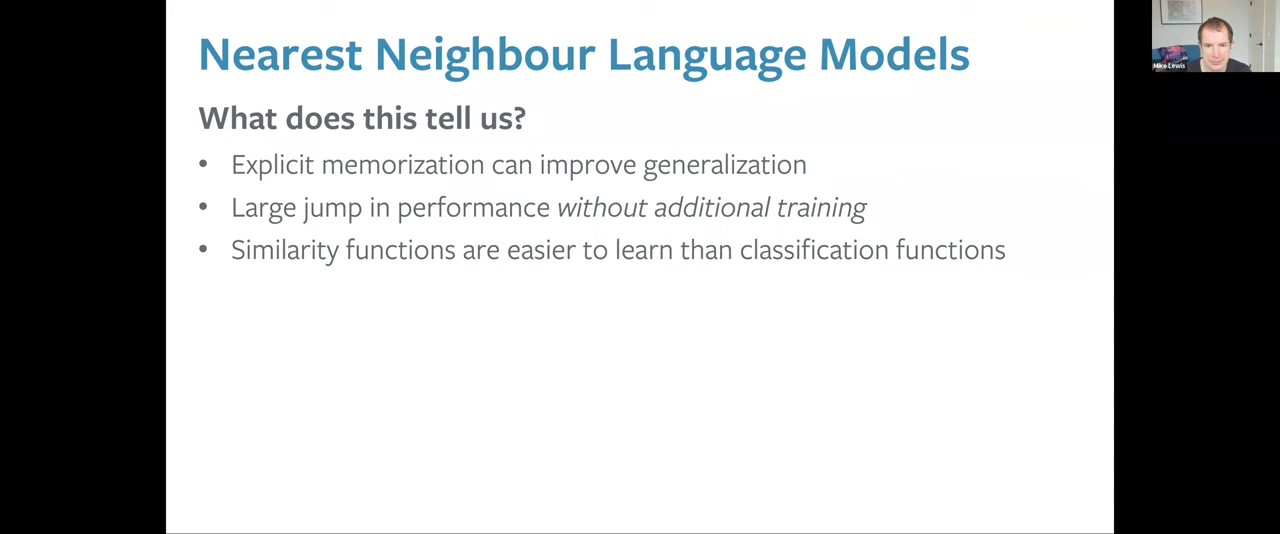 Nearest Neighbour Language Models
What does this tell us?
• Explicit memorization can improve generalization
• Large jump in performance without additional training
• Similarity functions are easier to learn than classification functions
Mike Lewis